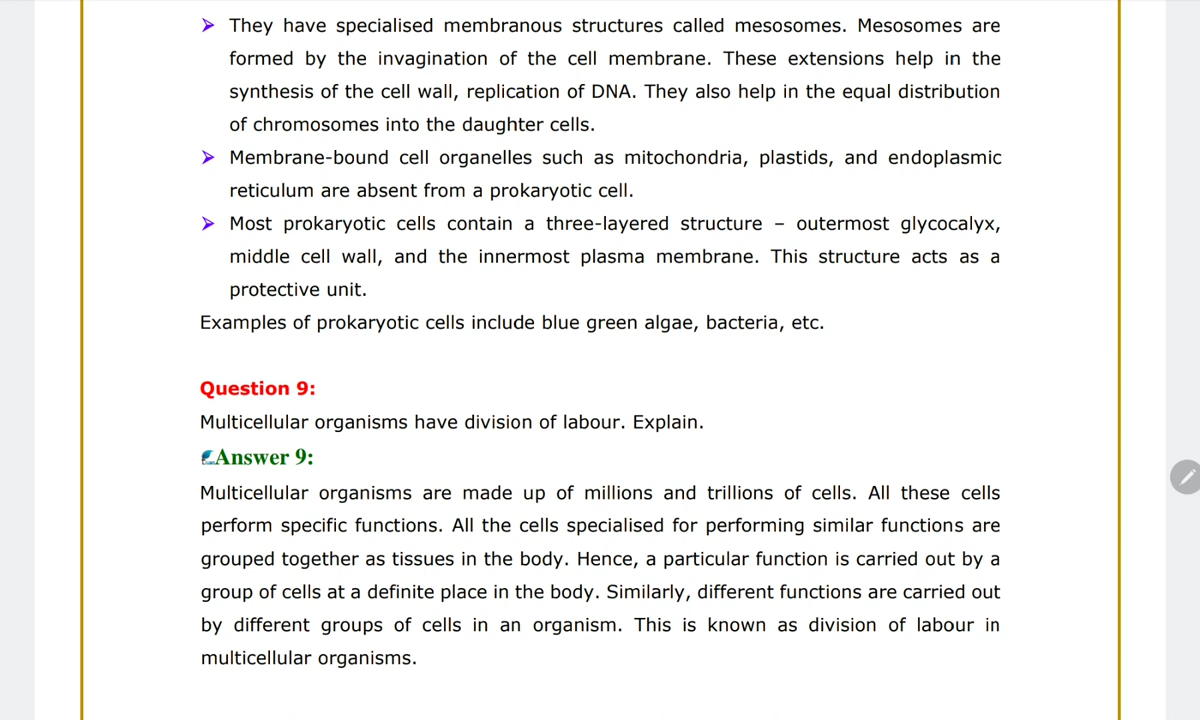 They have specialised membranous structures called mesosomes. Mesosomes are
formed by the invagination of the cell membrane. These extensions help in the
synthesis of the cell wall, replication of DNA. They also help in the equal distribution
of chromosomes into the daughter cells.
Membrane-bound cell organelles such as mitochondria, plastids, and endoplasmic
reticulum are absent from a prokaryotic cell.
Most prokaryotic cells contain a three-layered structure – outermost glycocalyx,
middle cell wall, and the innermost plasma membrane. This structure acts as a
protective unit.
Examples of prokaryotic cells include blue green algae, bacteria, etc.
Question 9:
Multicellular organisms have division of labour. Explain.
Answer 9:
Multicellular organisms are made up of millions and trillions of cells. All these cells
perform specific functions. All the cells specialised for performing similar functions are
grouped together as tissues in the body. Hence, a particular function is carried out by a
group of cells at a definite place in the body. Similarly, different functions are carried out
by different groups of cells in an organism. This is known as division of labour in
multicellular organisms.